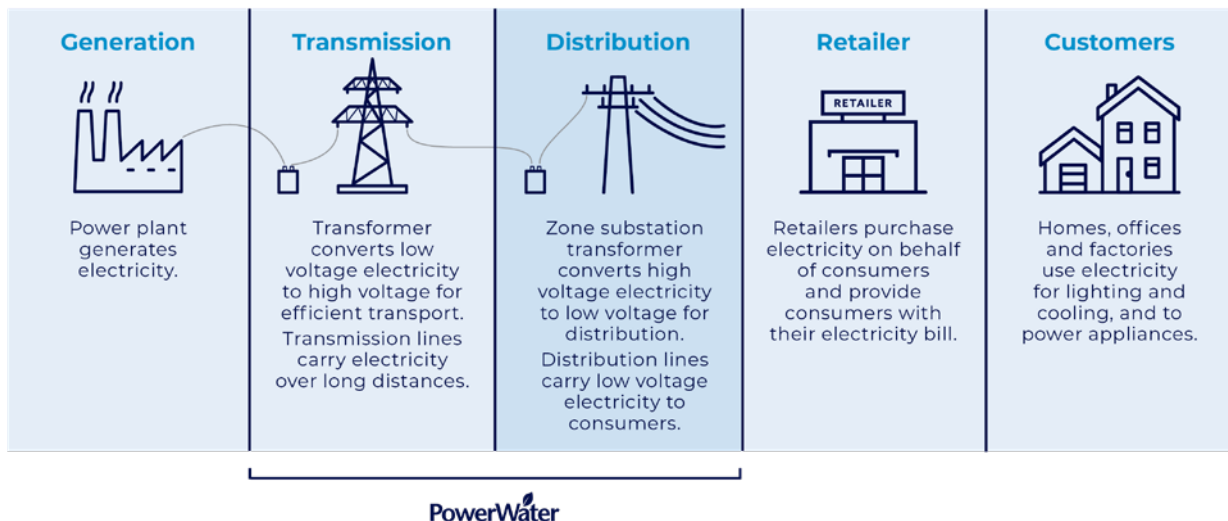 Generation
Power plant
generates
electricity.
Transmission
Transformer
converts low
voltage electricity
to high voltage for
efficient transport.
Transmission lines
carry electricity
over long distances.
Distribution
Zone substation
transformer
converts high
voltage electricity
to low voltage for
distribution.
Distribution lines
carry low voltage
electricity to
consumers.
Retailer
RETAILER
Retailers purchase
electricity on behalf
of consumers
and provide
consumers with
their electricity bill.
Customers
Homes, offices
and factories
use electricity
for lighting and
cooling, and to
power appliances.
PowerWater